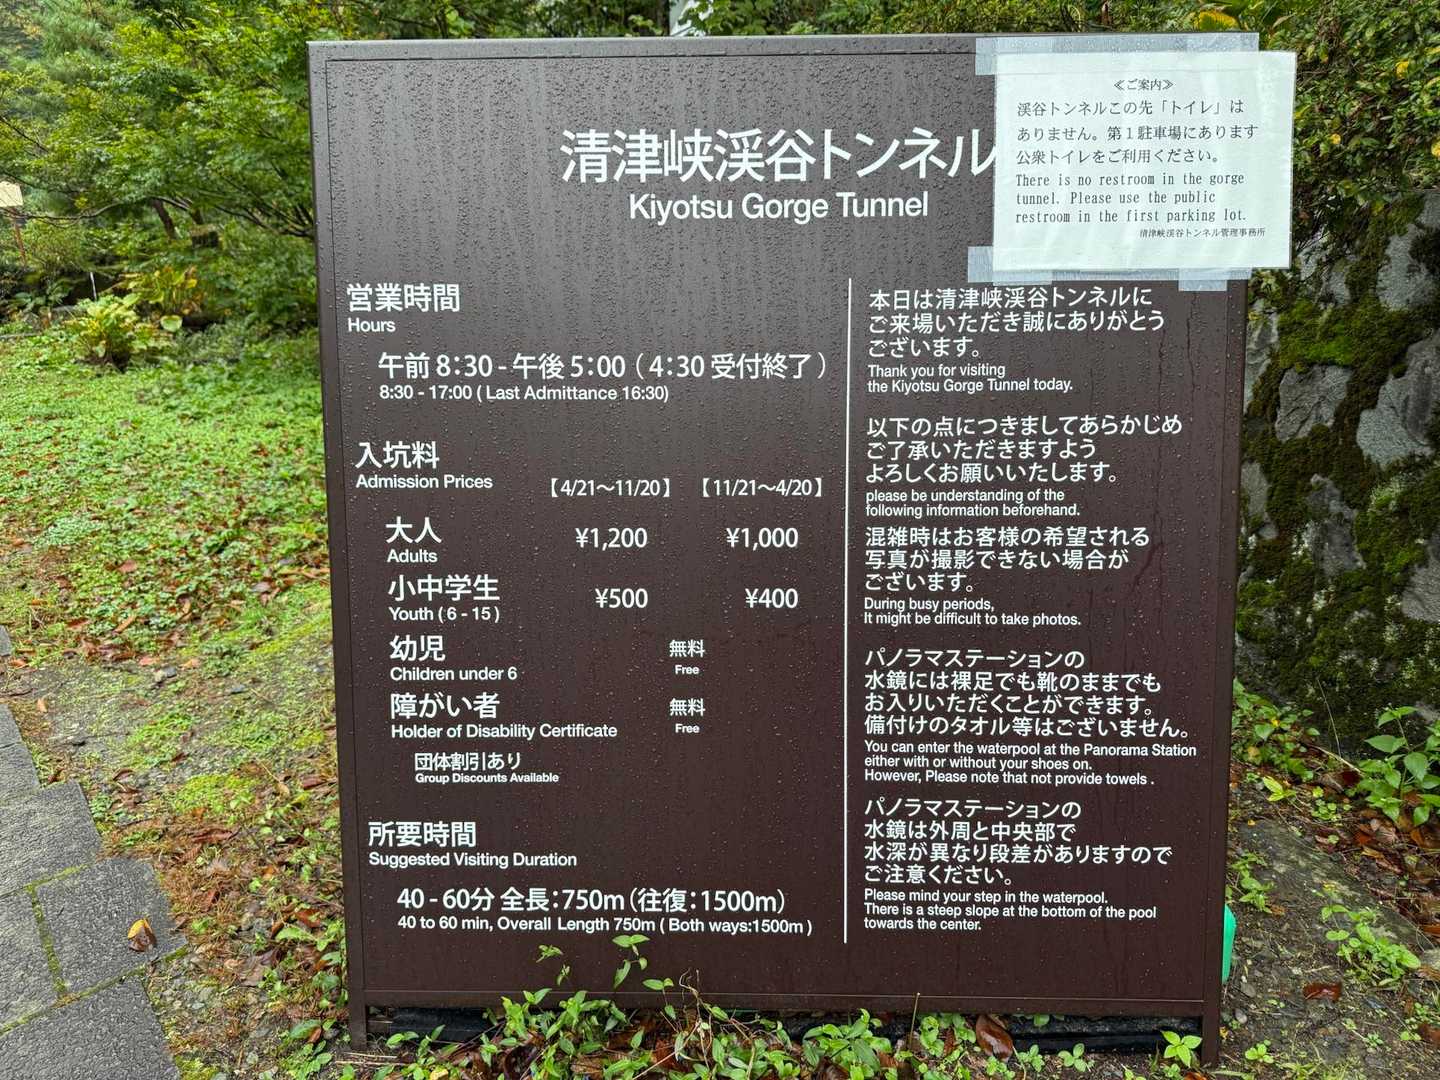 ≪ご案内≫
渓谷トンネルこの先「トイレ」は
ありません。第１駐車場にあります
公衆トイレをご利用ください。
There is no restroom in the gorge
tunnel. Please use the public
restroom in the first parking lot.
清津峡渓谷トンネル管理事務所
清津峡渓谷トンネル
Kiyotsu Gorge Tunnel
営業時間
Hours
午前 8:30 - 午後 5:00 ( 4:30 受付終了 )
8:30 - 17:00 ( Last Admittance 16:30)
入坑料
Admission Prices
【4/21～11/20】 【11/21～4/20】
大人 ¥1,200 ¥1,000
Adults
小中学生 ¥500 ¥400
Youth ( 6 - 15 )
幼児 無料
Children under 6 Free
障がい者 無料
Holder of Disability Certificate Free
団体割引あり
Group Discounts Available
所要時間
Suggested Visiting Duration
40 - 60分 全長：750m（往復：1500m）
40 to 60 min, Overall Length 750m ( Both ways:1500m )
本日は清津峡渓谷トンネルに
ご来場いただき誠にありがとう
ございます。
Thank you for visiting
the Kiyotsu Gorge Tunnel today.
以下の点につきましてあらかじめ
ご了承いただきますよう
よろしくお願いいたします。
please be understanding of the
following information beforehand.
混雑時はお客様の希望される
写真が撮影できない場合が
ございます。
During busy periods,
It might be difficult to take photos.
パノラマステーションの
水鏡には裸足でも靴のままでも
お入りいただくことができます。
備付けのタオル等はございません。
You can enter the waterpool at the Panorama Station
either with or without your shoes on.
However, Please note that not provide towels .
パノラマステーションの
水鏡は外周と中央部で
水深が異なり段差がありますので
ご注意ください。
Please mind your step in the waterpool.
There is a steep slope at the bottom of the pool
towards the center.